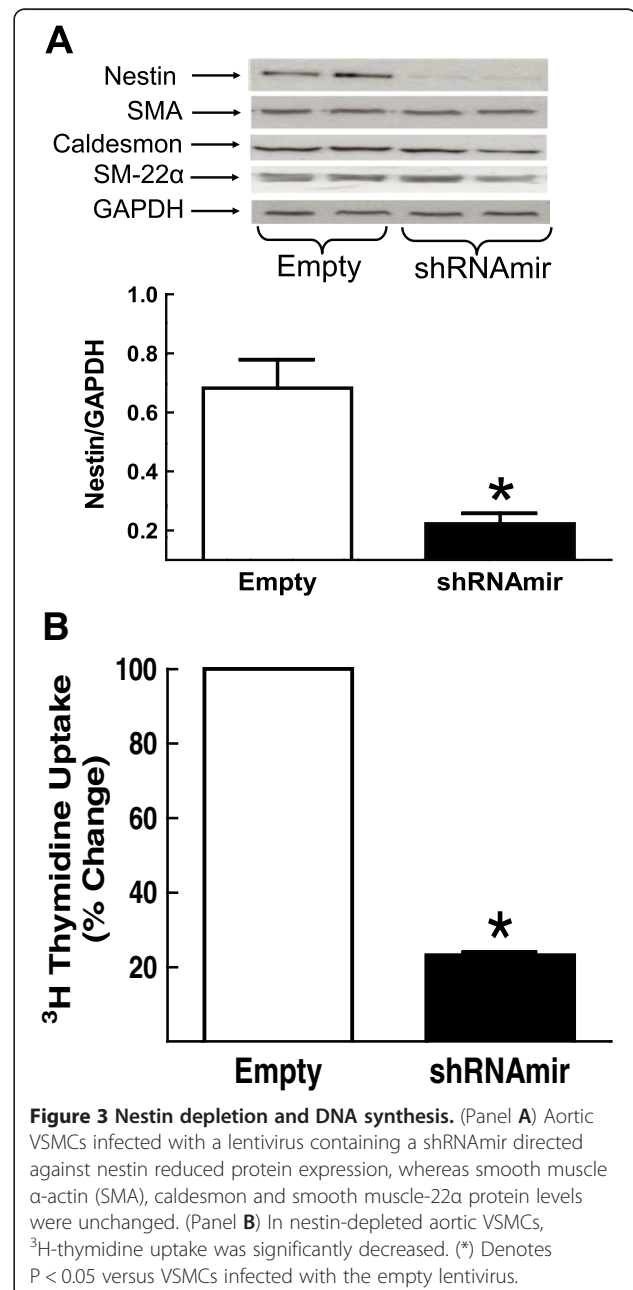 A
Nestin
SMA
Caldesmon
SM-22α
GAPDH
Empty shRNAmir
Nestin/GAPDH
1.0
0.8
0.6
0.4
0.2
*
Empty shRNAmir
B
³H Thymidine Uptake
(% Change)
100
80
60
40
20
*
Empty shRNAmir
Figure 3 Nestin depletion and DNA synthesis. (Panel A) Aortic
VSMCs infected with a lentivirus containing a shRNAmir directed
against nestin reduced protein expression, whereas smooth muscle
α-actin (SMA), caldesmon and smooth muscle-22α protein levels
were unchanged. (Panel B) In nestin-depleted aortic VSMCs,
³H-thymidine uptake was significantly decreased. (*) Denotes
P < 0.05 versus VSMCs infected with the empty lentivirus.